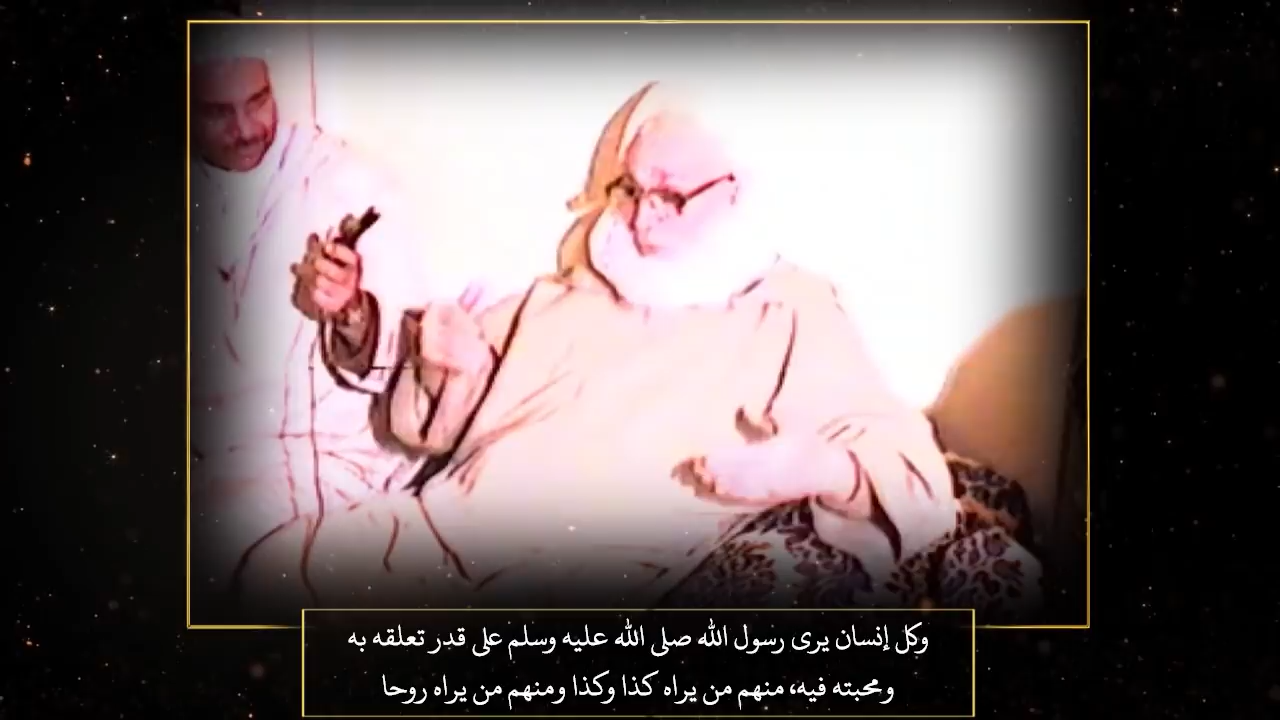 وكل إنسان يرى رسول الله صلى الله عليه وسلم على قدر تعلقه به
ومحبته فيه، منهم من يراه كذا وكذا ومنهم من يراه روحا